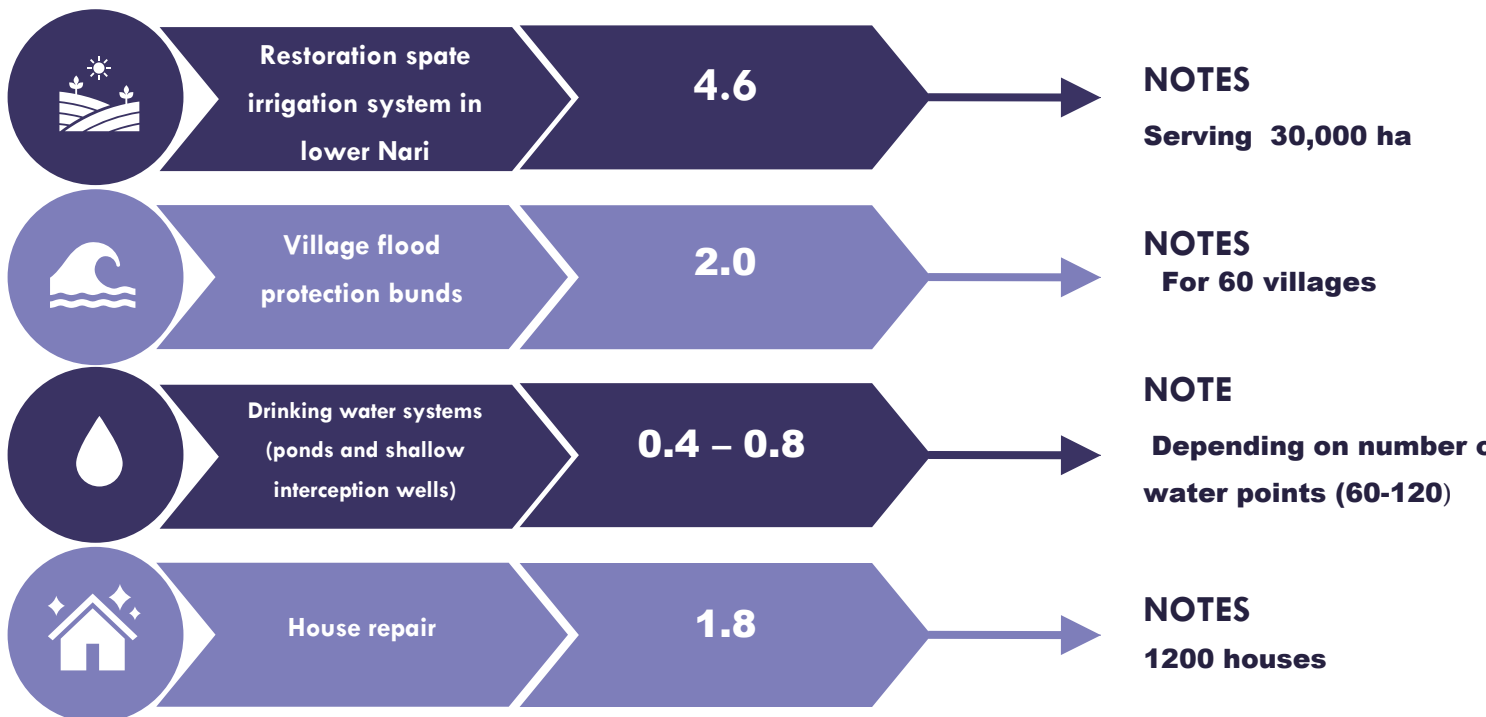 Restoration spate
irrigation system in
lower Nari
4.6
NOTES
Serving 30,000 ha
Village flood
protection bunds
2.0
NOTES
For 60 villages
Drinking water systems
(ponds and shallow
interception wells)
0.4 – 0.8
NOTE
Depending on number
water points (60-120)
House repair
1.8
NOTES
1200 houses